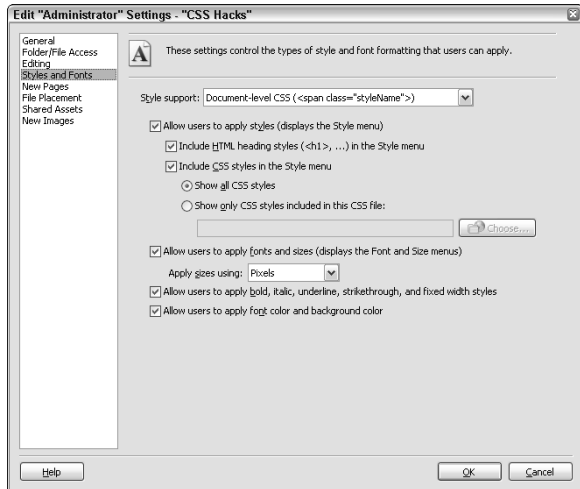 Edit "Administrator" Settings - "CSS Hacks"
General
Folder/File Access
Editing
Styles and Fonts
New Pages
File Placement
Shared Assets
New Images
A
These settings control the types of style and font formatting that users can apply.
Style support: Document-level CSS (<span class="styleName">)
Allow users to apply styles (displays the Style menu)
Include HTML heading styles (<h1>, ...) in the Style menu
Include CSS styles in the Style menu
Show all CSS styles
Show only CSS styles included in this CSS file:
Choose...
Allow users to apply fonts and sizes (displays the Font and Size menus)
Apply sizes using: Pixels
Allow users to apply bold, italic, underline, strikethrough, and fixed width styles
Allow users to apply font color and background color
Help
OK
Cancel